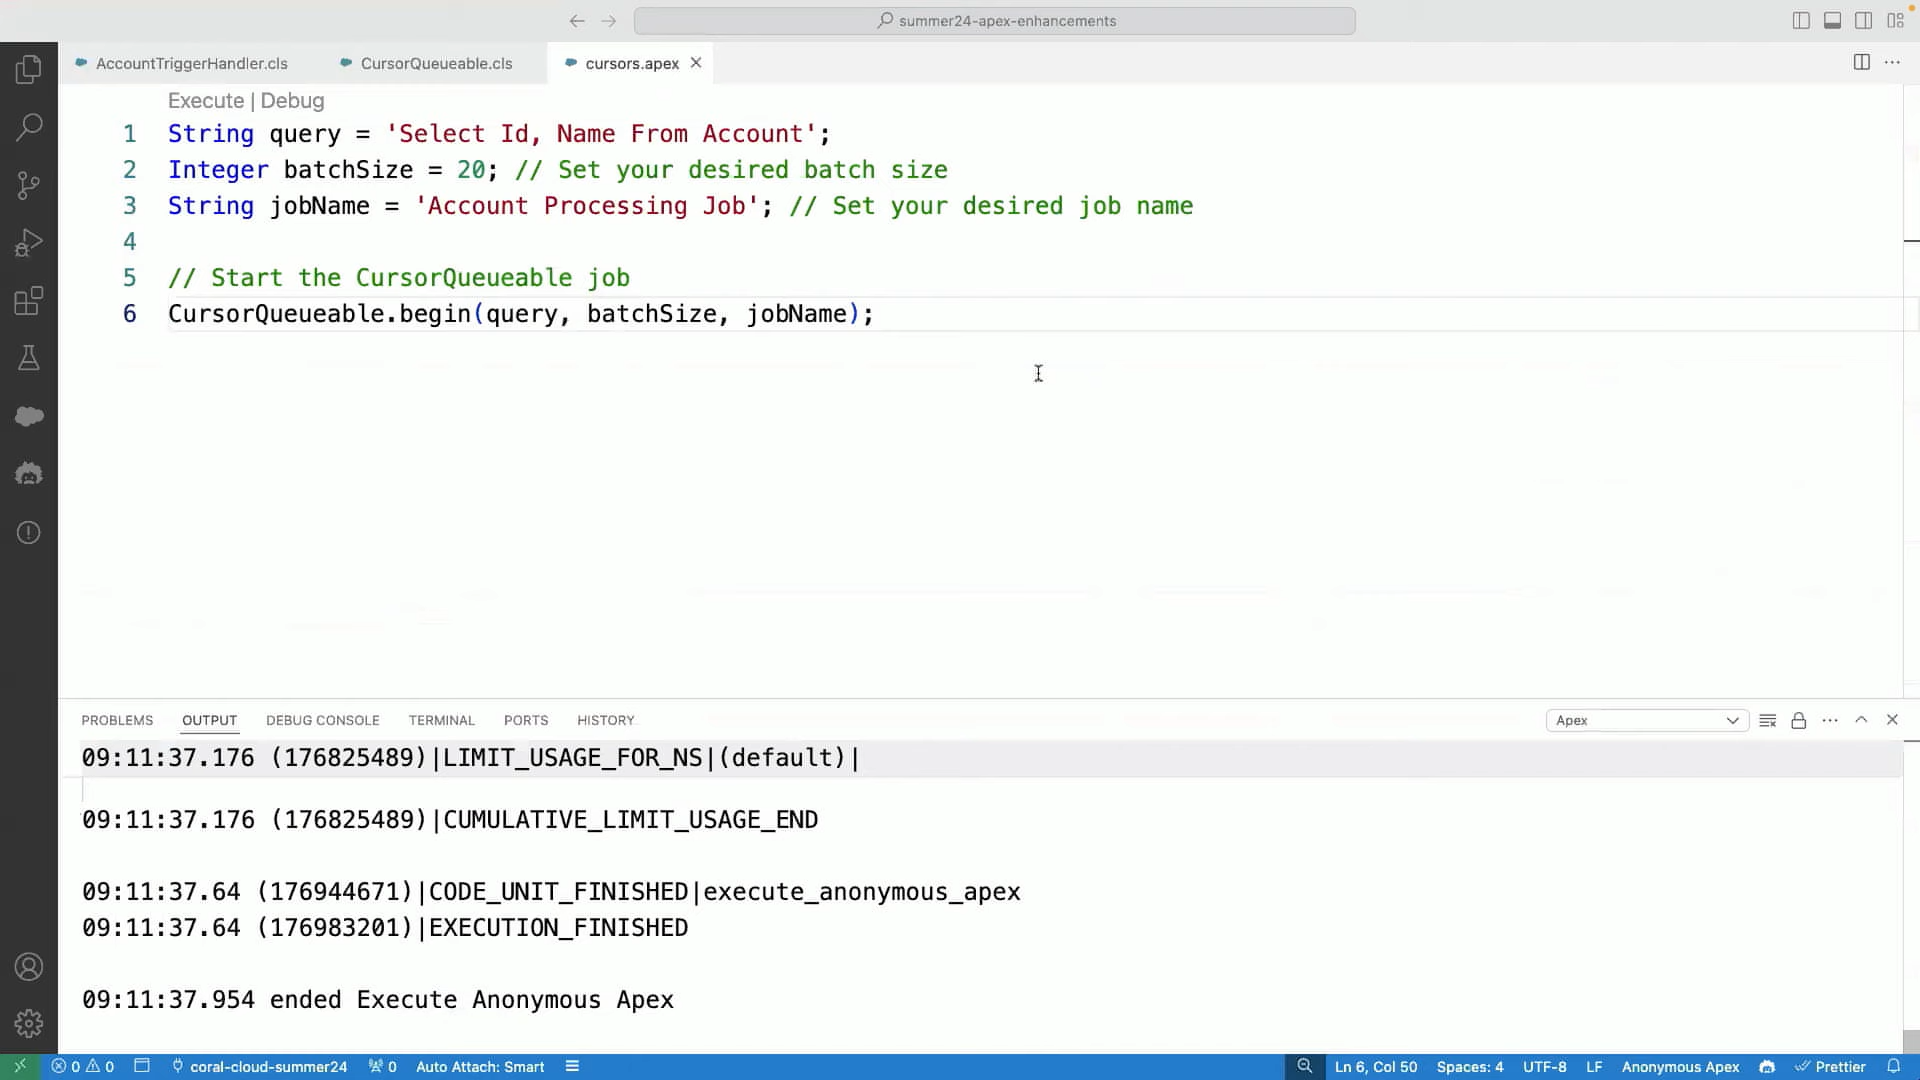 summer24-apex-enhancements
AccountTriggerHandler.cls
CursorQueueable.cls
cursors.apex
Execute | Debug
1 String query = 'Select Id, Name From Account';
2 Integer batchSize = 20; // Set your desired batch size
3 String jobName = 'Account Processing Job'; // Set your desired job name
4
5 // Start the CursorQueueable job
6 CursorQueueable.begin(query, batchSize, jobName);
PROBLEMS OUTPUT DEBUG CONSOLE TERMINAL PORTS HISTORY Apex
09:11:37.176 (176825489)|LIMIT_USAGE_FOR_NS|(default)|
09:11:37.176 (176825489)|CUMULATIVE_LIMIT_USAGE_END
09:11:37.64 (176944671)|CODE_UNIT_FINISHED|execute_anonymous_apex
09:11:37.64 (176983201)|EXECUTION_FINISHED
09:11:37.954 ended Execute Anonymous Apex
0 0 coral-cloud-summer24 0 Auto Attach: Smart Ln 6, Col 50 Spaces: 4 UTF-8 LF Anonymous Apex Prettier